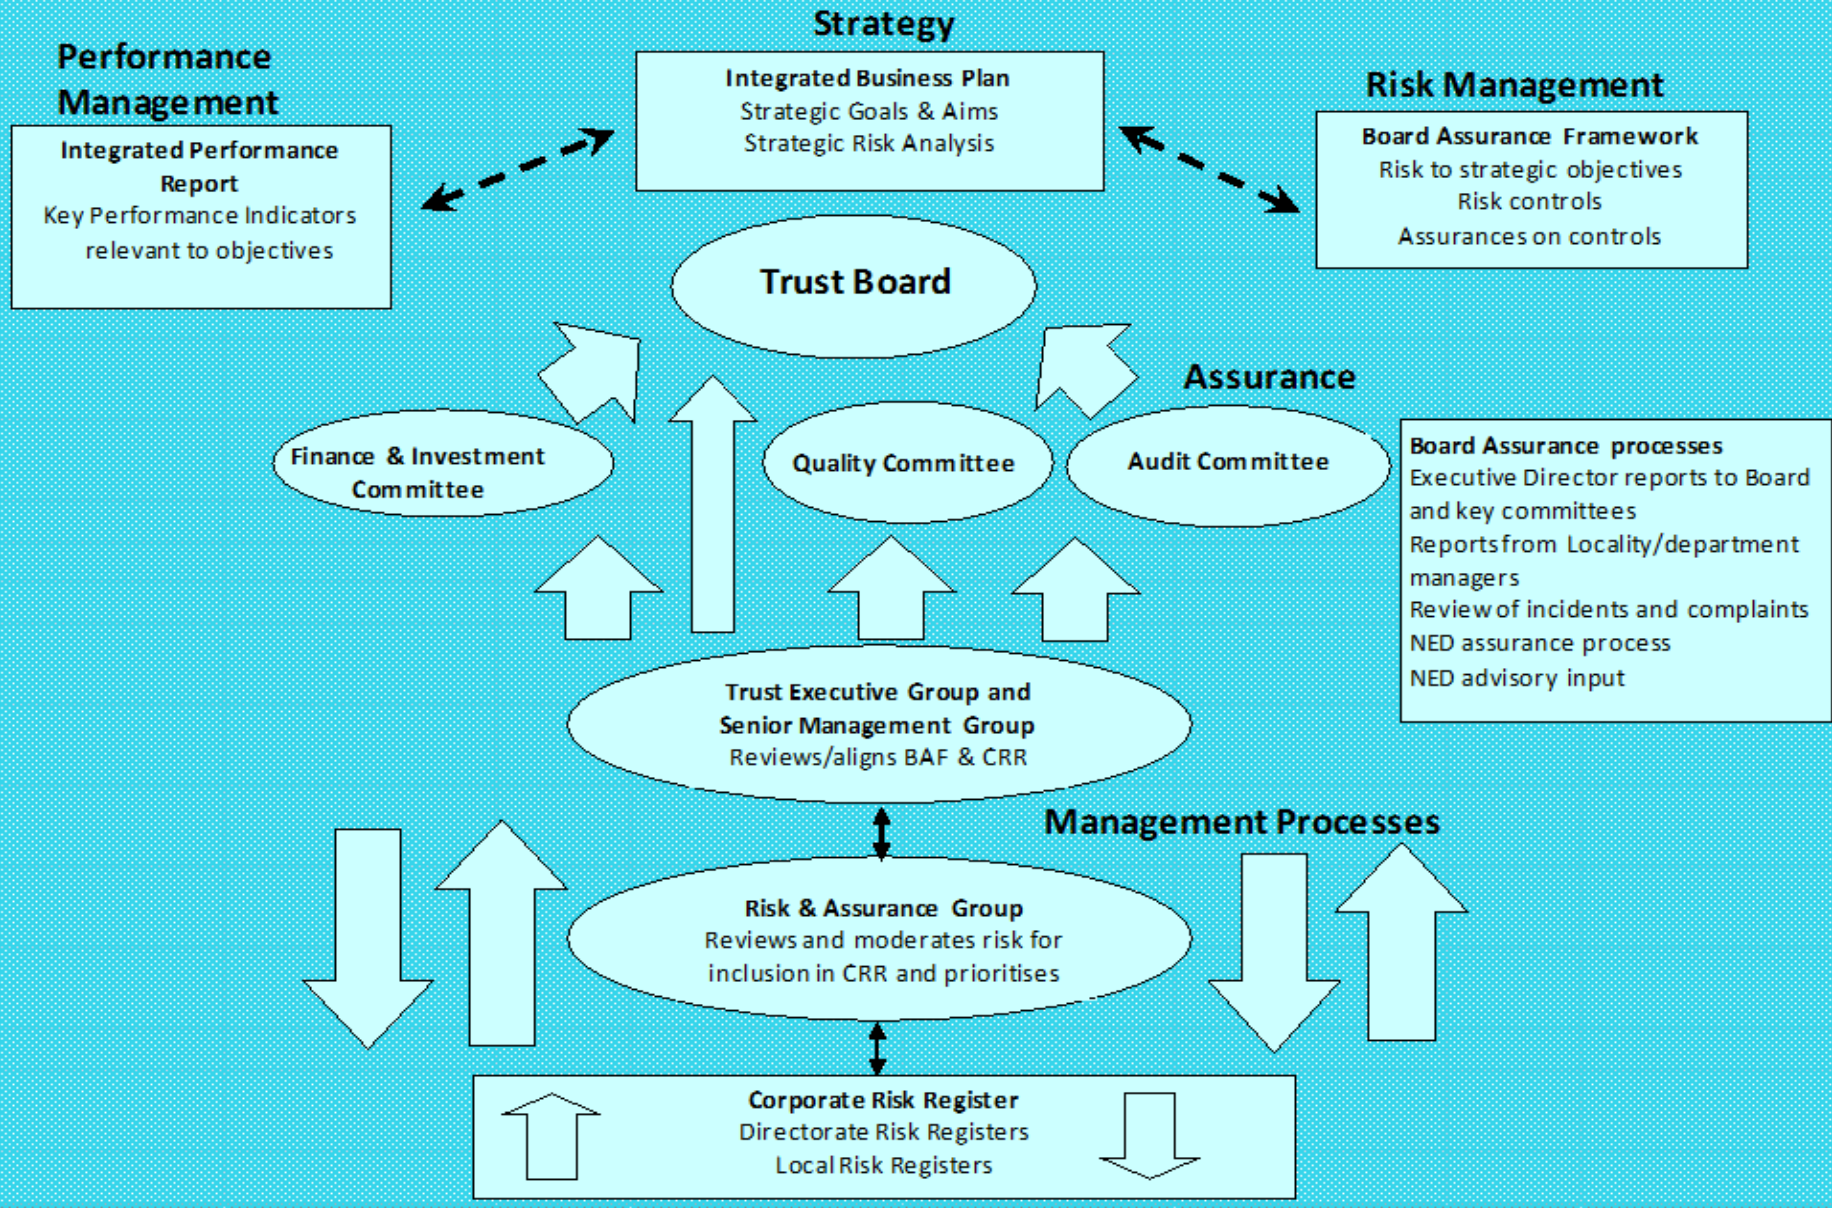 Strategy
Performance
Management
Integrated Business Plan
Strategic Goals & Aims
Strategic Risk Analysis
Risk Management
Integrated Performance
Report
Key Performance Indicators
relevant to objectives
Board Assurance Framework
Risk to strategic objectives
Risk controls
Assurances on controls
Trust Board
Assurance
Finance & Investment
Committee
Quality Committee
Audit Committee
Board Assurance processes
Executive Director reports to Board
and key committees
Reports from Locality/department
managers
Review of incidents and complaints
NED assurance process
NED advisory input
Trust Executive Group and
Senior Management Group
Reviews/aligns BAF & CRR
Management Processes
Risk & Assurance Group
Reviews and moderates risk for
inclusion in CRR and prioritises
Corporate Risk Register
Directorate Risk Registers
Local Risk Registers